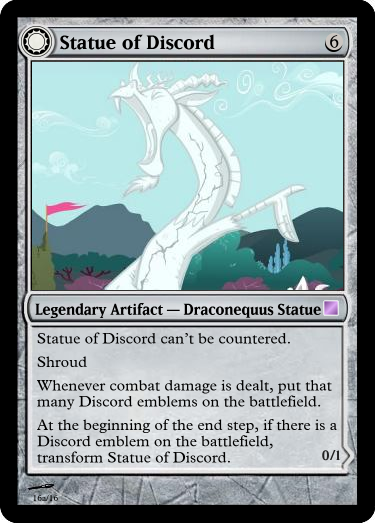 Statue of Discord 6
Legendary Artifact — Draconequus Statue
Statue of Discord can't be countered.
Shroud
Whenever combat damage is dealt, put that
many Discord emblems on the battlefield.
At the beginning of the end step, if there is a
Discord emblem on the battlefield,
transform Statue of Discord.
0/1
16a/16